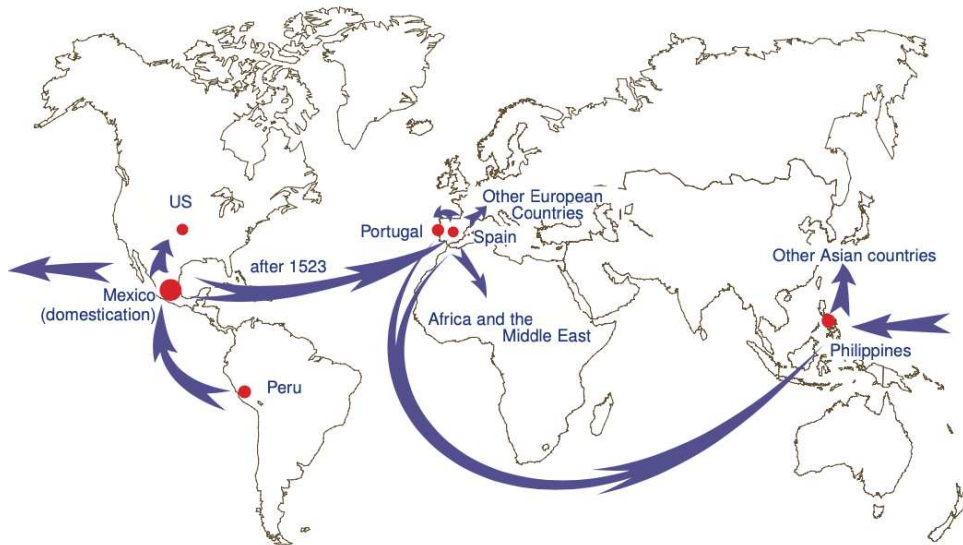 US
Other European
Countries
Portugal
Spain
Other Asian countries
after 1523
Mexico
(domestication)
Africa and the
Middle East
Philippines
Peru